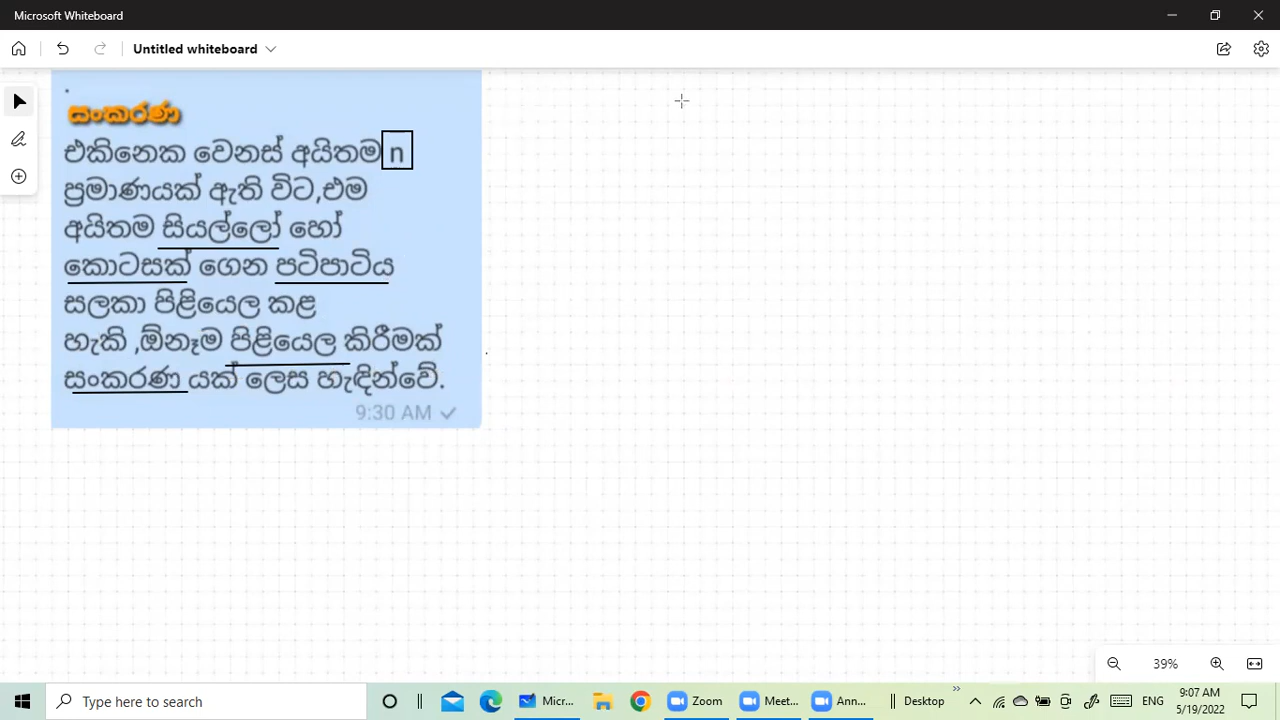 Microsoft Whiteboard
Untitled whiteboard
.
සංකරණ
එකිනෙක වෙනස් අයිතම n
ප්‍රමාණයක් ඇති විට,එම
අයිතම සියල්ලෝ හෝ
කොටසක් ගෙන පටිපාටිය
සලකා පිළියෙල කළ
හැකි ,ඕනෑම පිළියෙල කිරීමක්
සංකරණ යක් ලෙස හැඳින්වේ.
9:30 AM
39%
Type here to search
Micr...
Zoom
Meet...
Ann...
Desktop
ENG
9:07 AM
5/19/2022